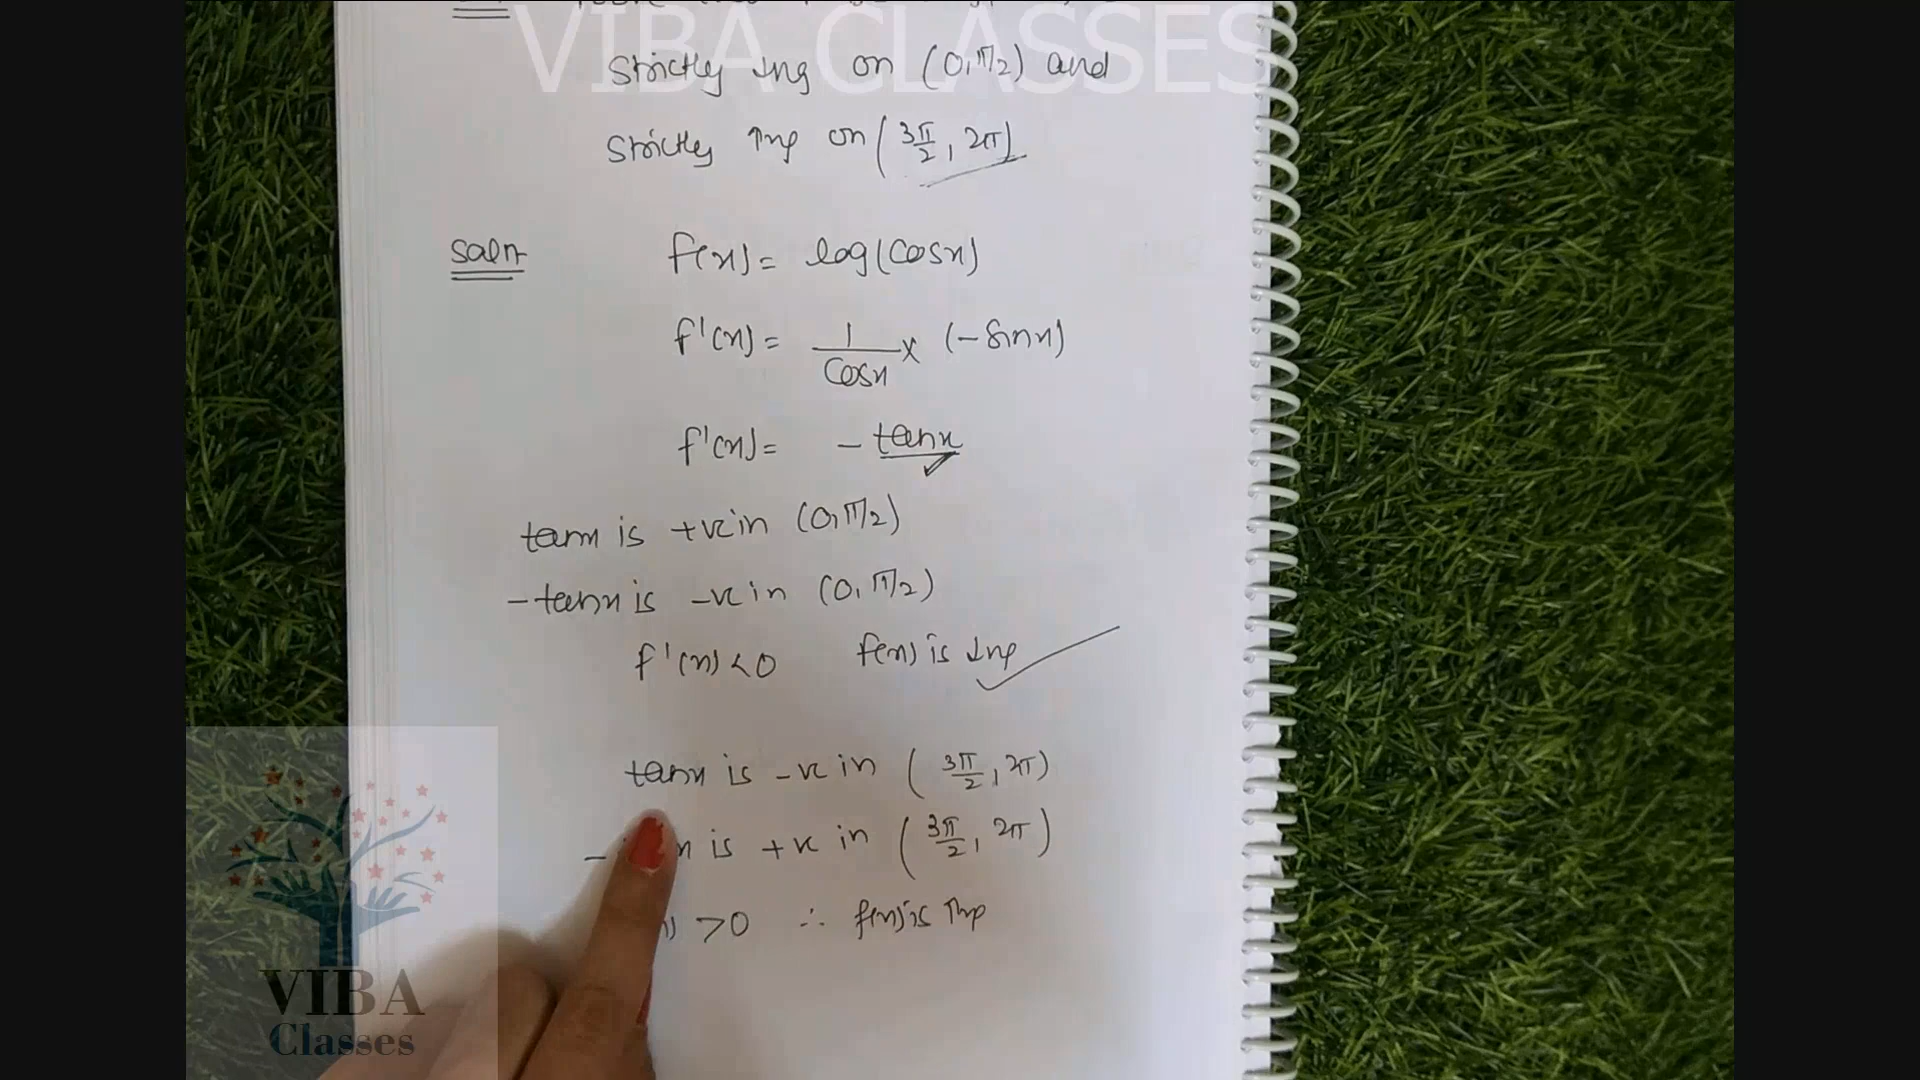 VIBA CLASSES
Strictly ↓ng on (0, π/2) and
Strictly ↑ng on (3π/2, 2π)
Soln f(x) = log(cosx)
f'(x) = 1/cosx × (-sinx)
f'(x) = - tanx
tanx is +ve in (0, π/2)
-tanx is -ve in (0, π/2)
f'(x) < 0 f(x) is ↓ng
tanx is -ve in (3π/2, 2π)
- x is +ve in (3π/2, 2π)
x) > 0 ∴ f(x) is ↑ng
VIBA
Classes